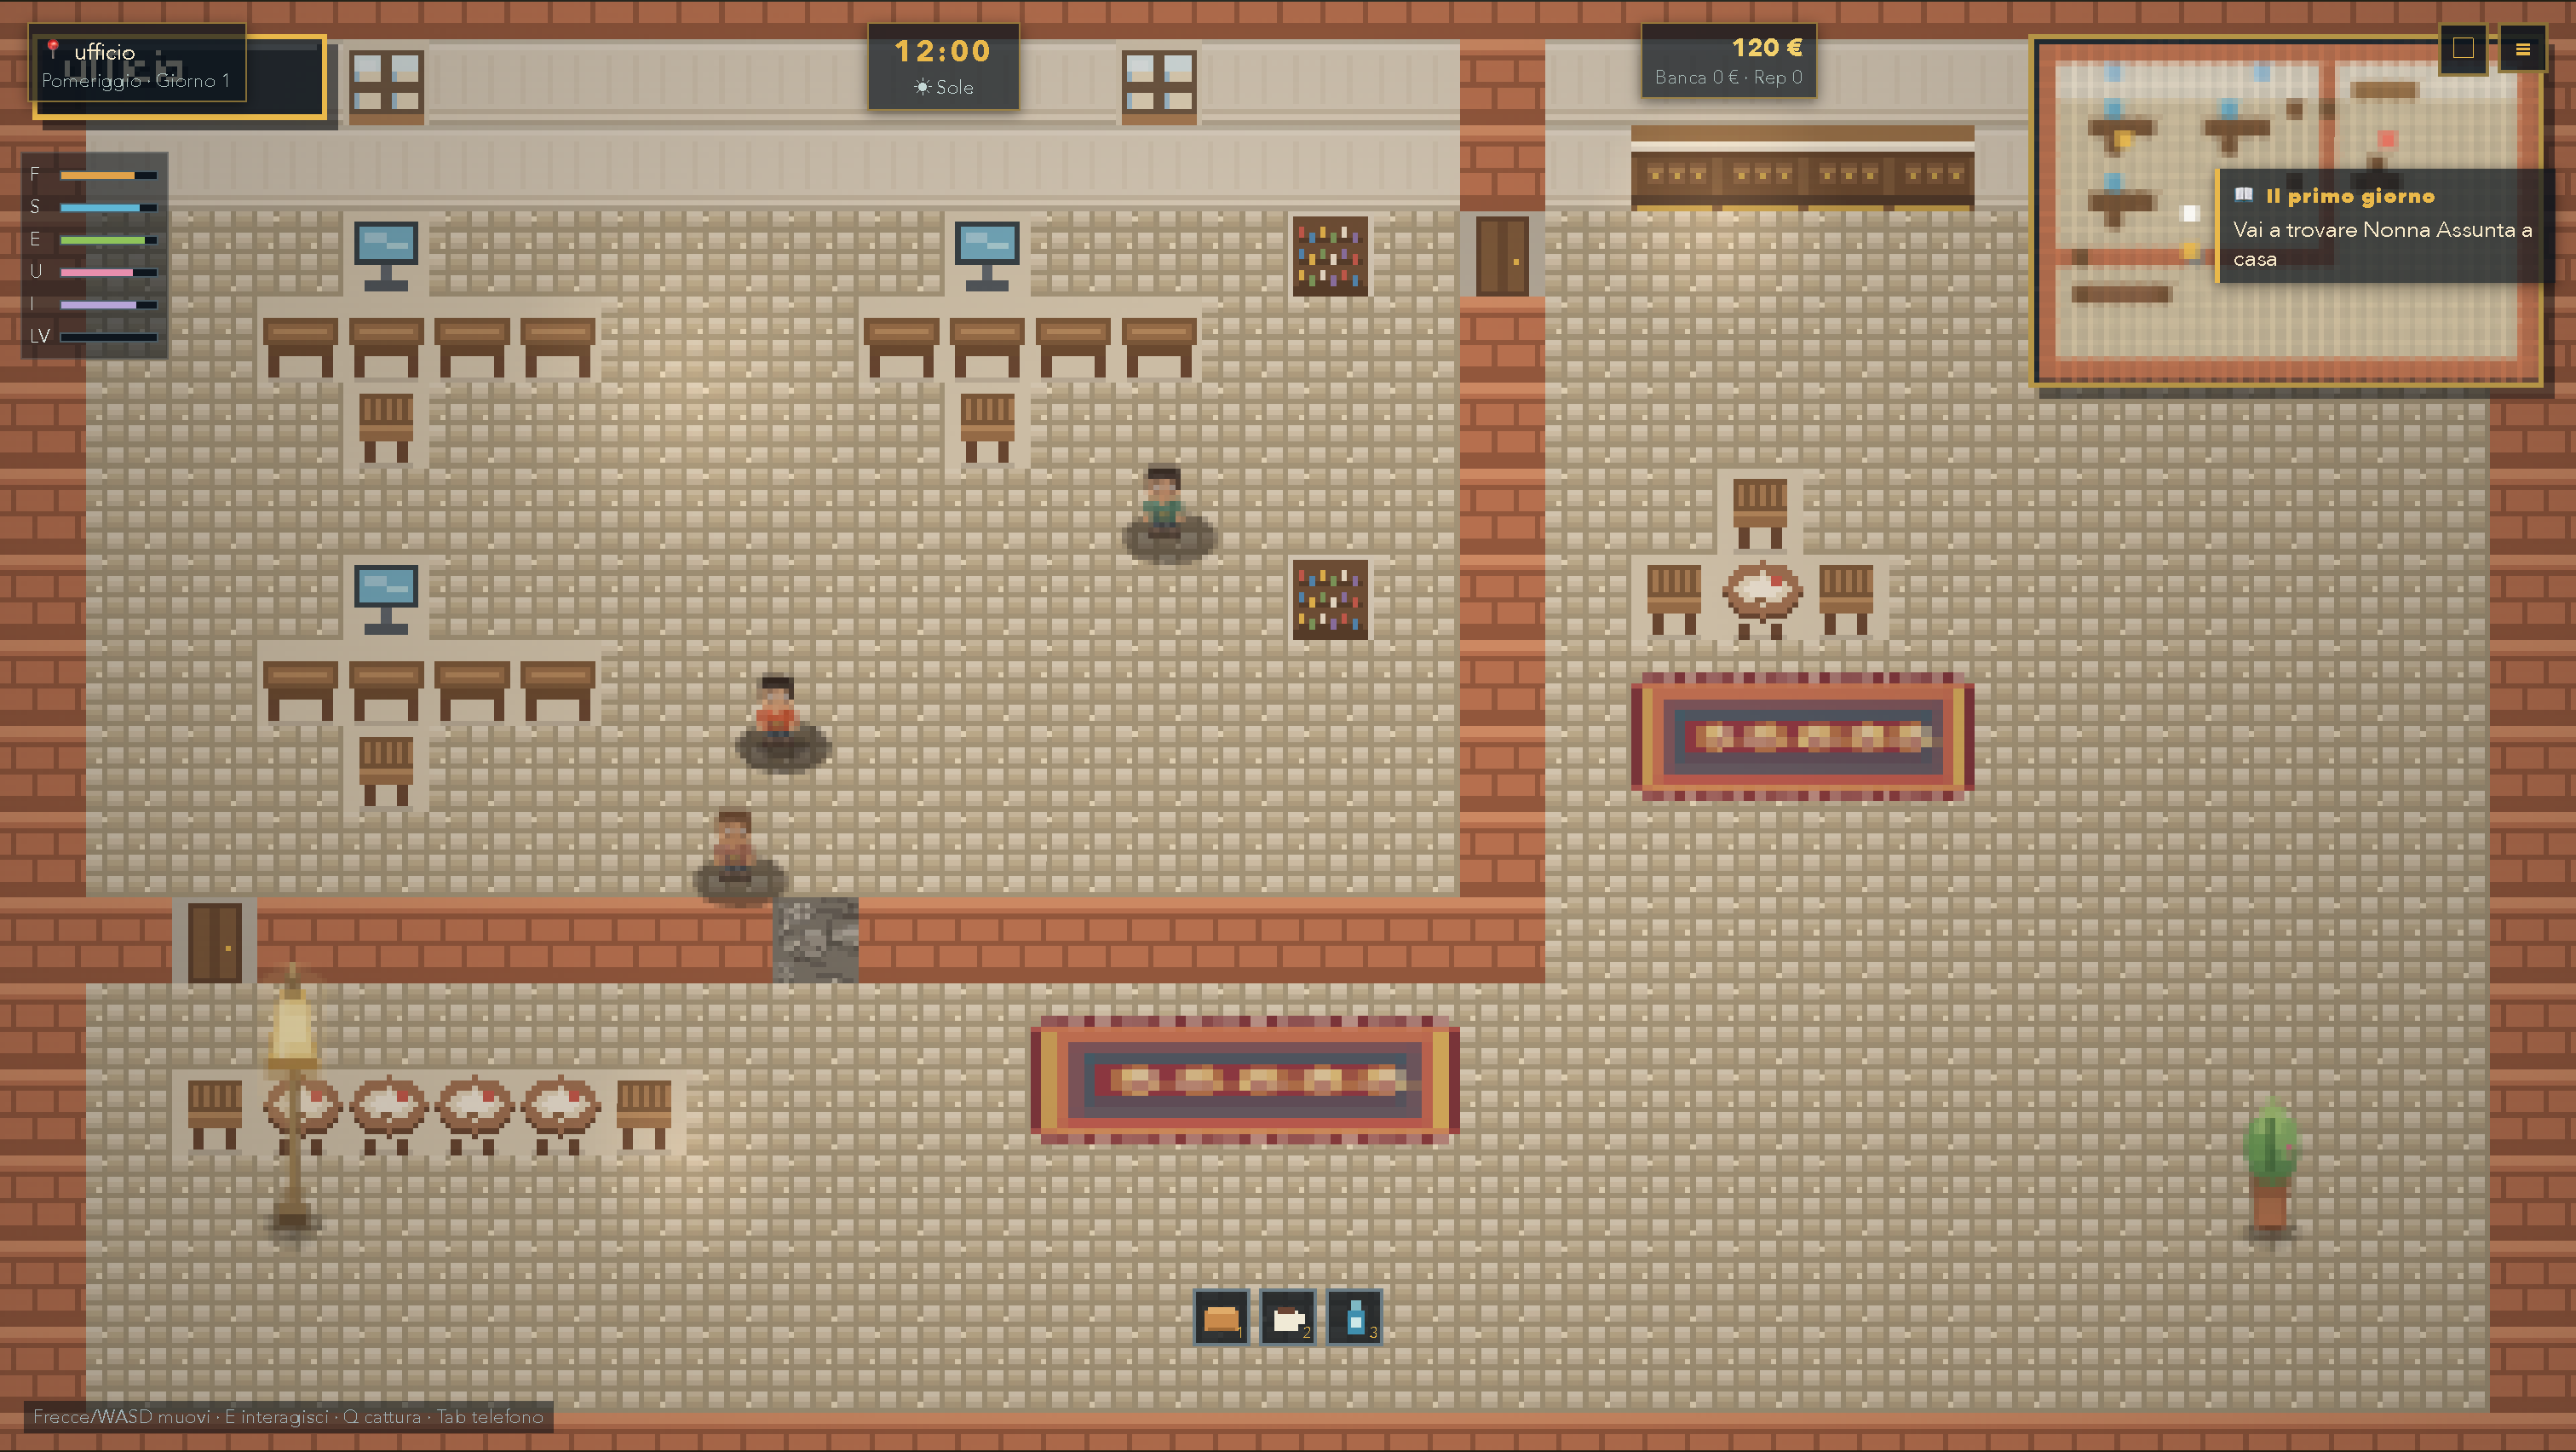 ufficio
Pomeriggio · Giorno 1
12:00
Sole
120 €
Banca 0 € · Rep 0
F
S
E
U
I
LV
Il primo giorno
Vai a trovare Nonna Assunta a
casa
1
2
3
Frecce/WASD muovi · E interagisci · Q cattura · Tab telefono